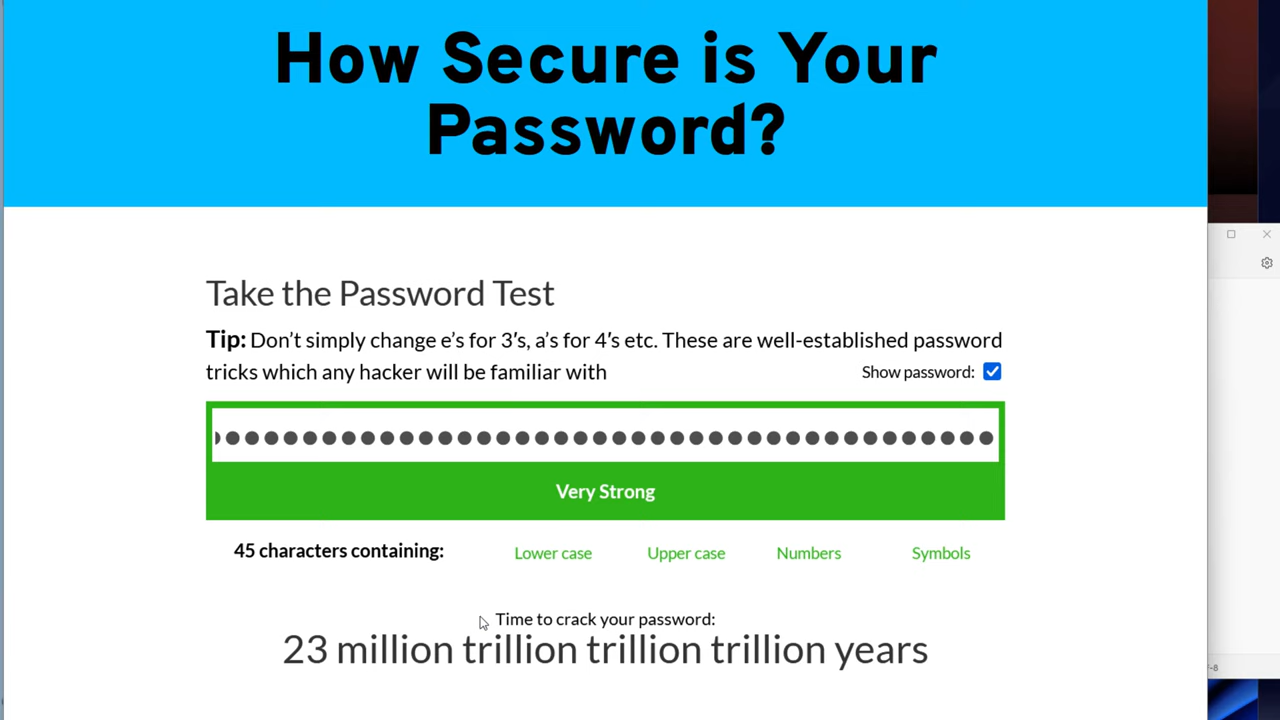 How Secure is Your
Password?
Take the Password Test
Tip: Don’t simply change e’s for 3′s, a’s for 4′s etc. These are well-established password
tricks which any hacker will be familiar with
Show password:
Very Strong
45 characters containing:
Lower case
Upper case
Numbers
Symbols
Time to crack your password:
23 million trillion trillion trillion years